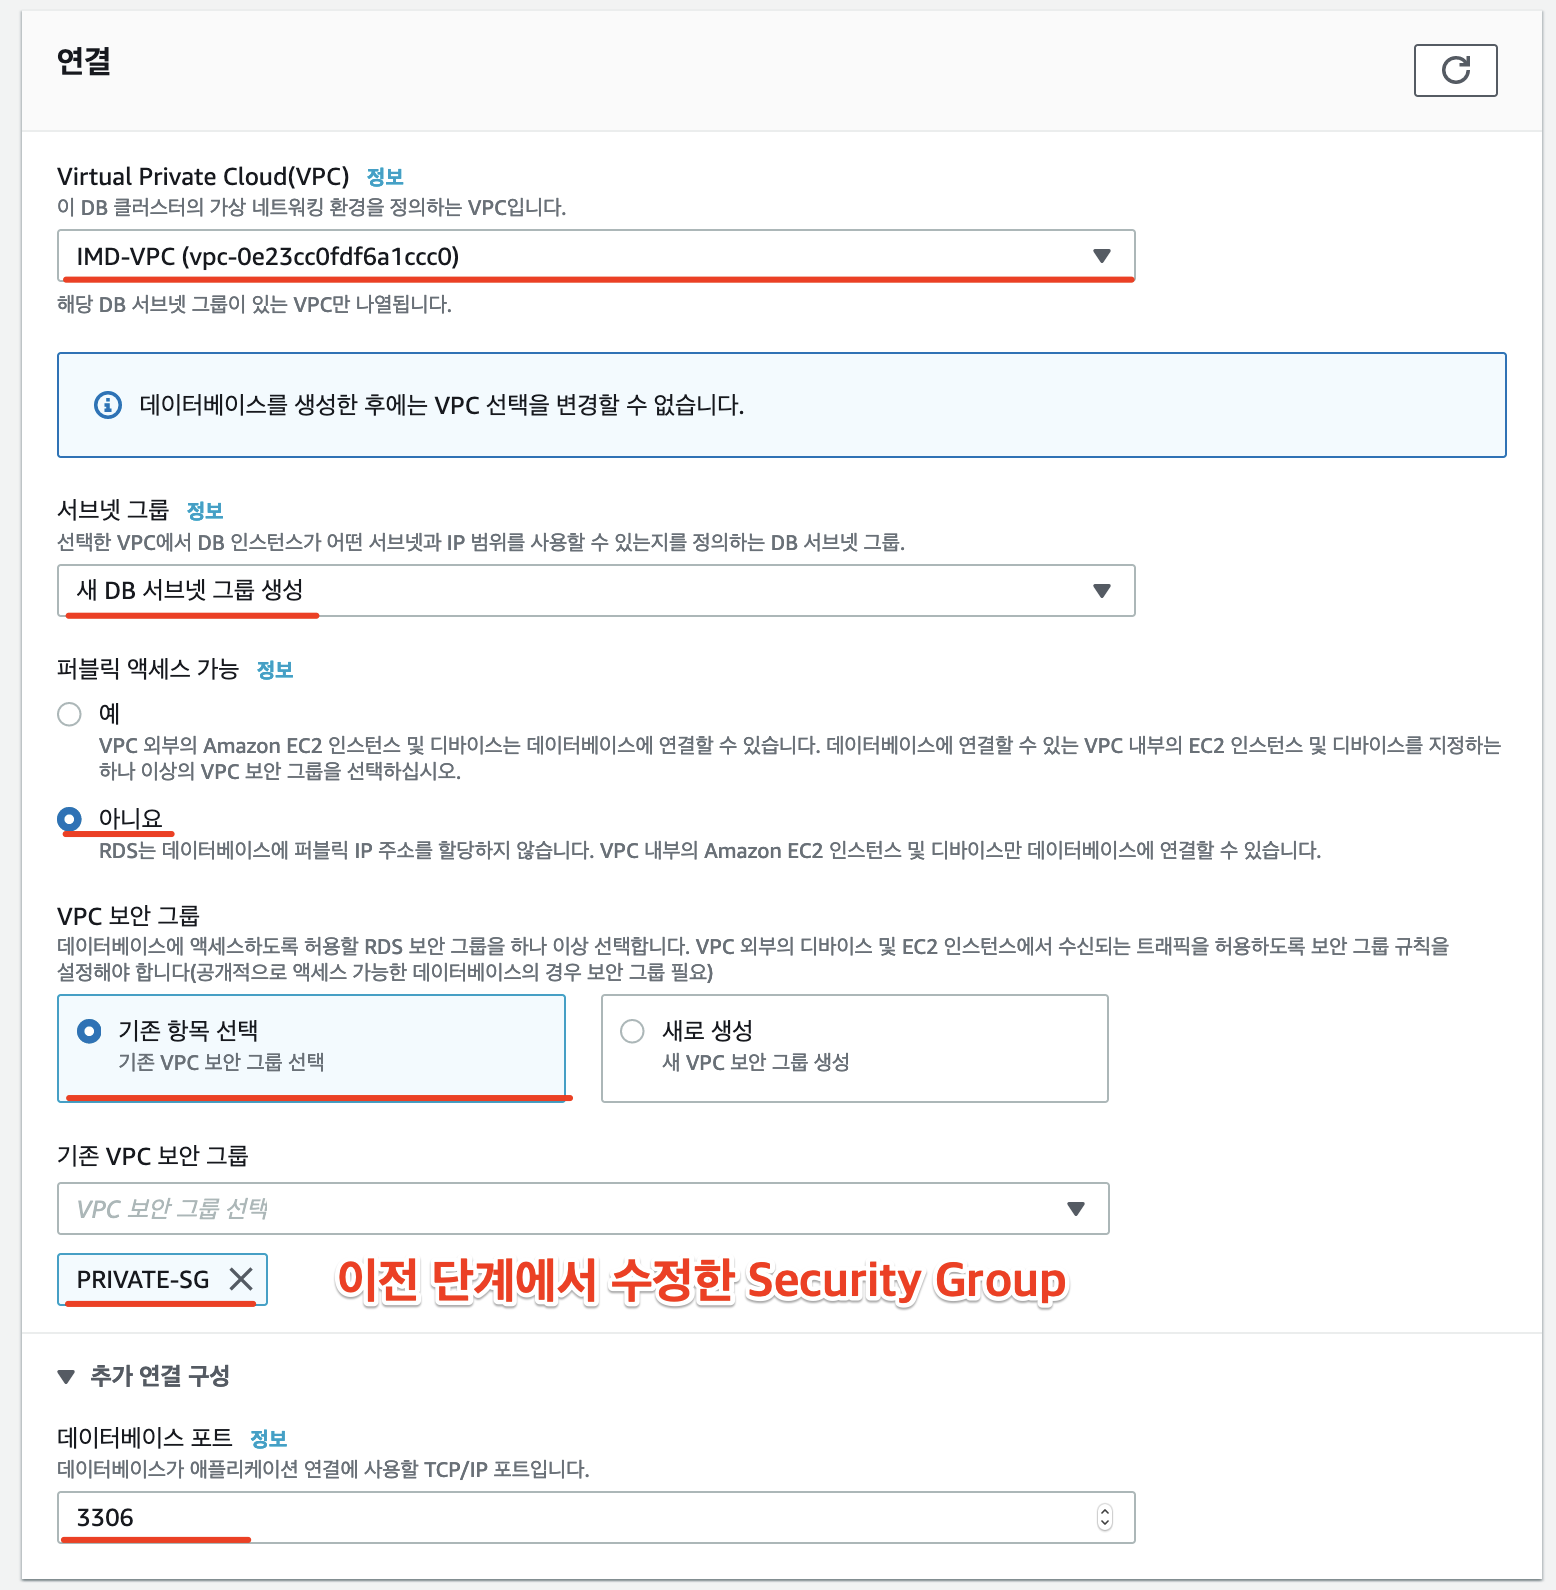 연결
Virtual Private Cloud(VPC) 정보
이 DB 클러스터의 가상 네트워킹 환경을 정의하는 VPC입니다.
IMD-VPC (vpc-0e23cc0fdf6a1ccc0)
해당 DB 서브넷 그룹이 있는 VPC만 나열됩니다.
데이터베이스를 생성한 후에는 VPC 선택을 변경할 수 없습니다.
서브넷 그룹 정보
선택한 VPC에서 DB 인스턴스가 어떤 서브넷과 IP 범위를 사용할 수 있는지를 정의하는 DB 서브넷 그룹.
새 DB 서브넷 그룹 생성
퍼블릭 액세스 가능 정보
예
VPC 외부의 Amazon EC2 인스턴스 및 디바이스는 데이터베이스에 연결할 수 있습니다. 데이터베이스에 연결할 수 있는 VPC 내부의 EC2 인스턴스 및 디바이스를 지정하는
하나 이상의 VPC 보안 그룹을 선택하십시오.
아니요
RDS는 데이터베이스에 퍼블릭 IP 주소를 할당하지 않습니다. VPC 내부의 Amazon EC2 인스턴스 및 디바이스만 데이터베이스에 연결할 수 있습니다.
VPC 보안 그룹
데이터베이스에 액세스하도록 허용할 RDS 보안 그룹을 하나 이상 선택합니다. VPC 외부의 디바이스 및 EC2 인스턴스에서 수신되는 트래픽을 허용하도록 보안 그룹 규칙을
설정해야 합니다(공개적으로 액세스 가능한 데이터베이스의 경우 보안 그룹 필요)
기존 항목 선택
기존 VPC 보안 그룹 선택
새로 생성
새 VPC 보안 그룹 생성
기존 VPC 보안 그룹
VPC 보안 그룹 선택
PRIVATE-SG
이전 단계에서 수정한 Security Group
추가 연결 구성
데이터베이스 포트 정보
데이터베이스가 애플리케이션 연결에 사용할 TCP/IP 포트입니다.
3306